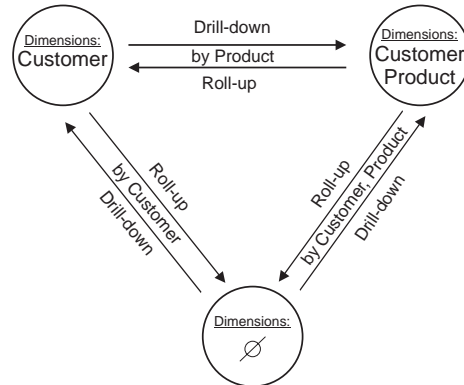 Dimensions:
Customer
Drill-down
by Product
Roll-up
Dimensions:
Customer
Product
Roll-up
by Customer
Drill-down
Roll-up
by Customer, Product
Drill-down
Dimensions:
∅